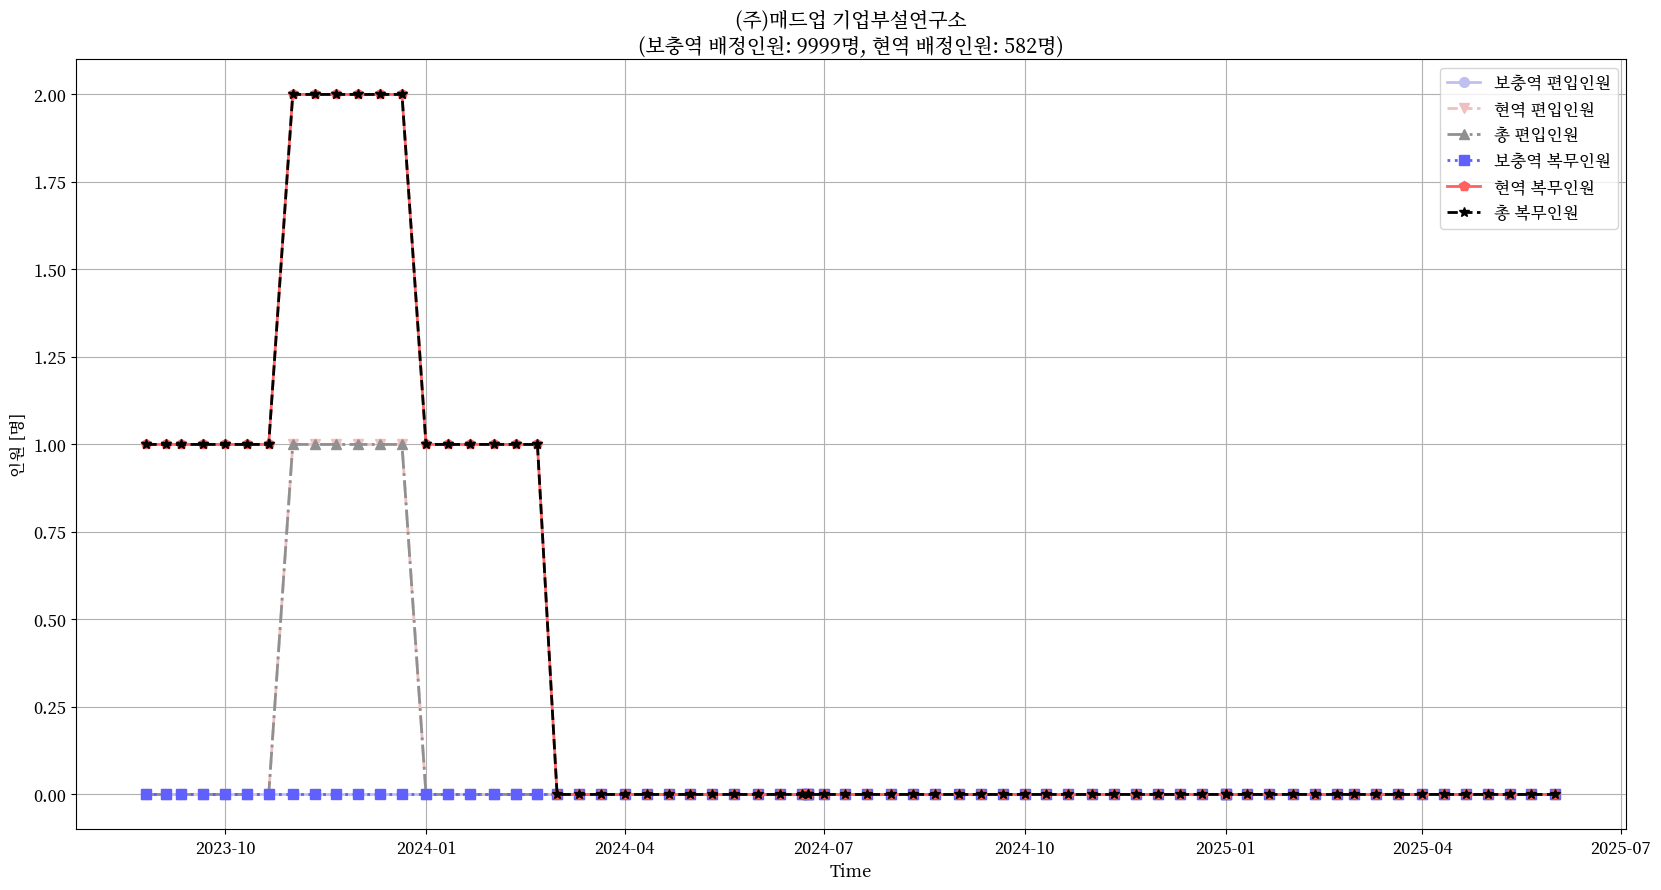 (주)매드업 기업부설연구소
(보충역 배정인원: 9999명, 현역 배정인원: 582명)
보충역 편입인원
현역 편입인원
총 편입인원
보충역 복무인원
현역 복무인원
총 복무인원
인원 [명]
2.00
1.75
1.50
1.25
1.00
0.75
0.50
0.25
0.00
2023-10
2024-01
2024-04
2024-07
2024-10
2025-01
2025-04
2025-07
Time